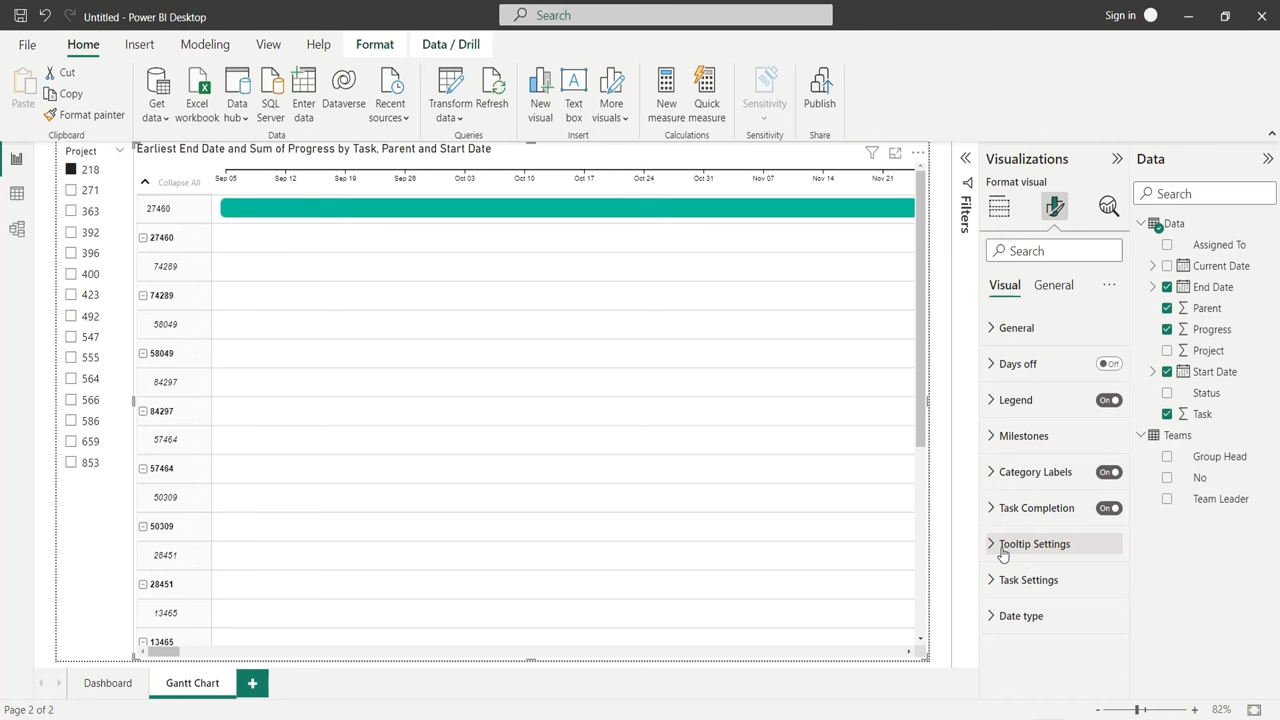 Untitled - Power BI Desktop
Search
Sign in
File
Home
Insert
Modeling
View
Help
Format
Data / Drill
Paste
Cut
Copy
Format painter
Clipboard
Get data
Excel workbook
Data hub
SQL Server
Enter data
Dataverse
Recent sources
Data
Transform data
Refresh
Queries
New visual
Text box
More visuals
Insert
New measure
Quick measure
Calculations
Sensitivity
Sensitivity
Publish
Share
Project
218
271
363
392
396
400
423
492
547
555
564
566
586
659
853
Earliest End Date and Sum of Progress by Task, Parent and Start Date
Collapse All
Sep 05
Sep 12
Sep 19
Sep 26
Oct 03
Oct 10
Oct 17
Oct 24
Oct 31
Nov 07
Nov 14
Nov 21
27460
27460
74289
74289
58049
58049
84297
84297
57464
57464
50309
50309
28451
28451
13465
13465
Filters
Visualizations
Format visual
Search
Visual
General
General
Days off
Off
Legend
On
Milestones
Category Labels
On
Task Completion
On
Tooltip Settings
Task Settings
Date type
Data
Search
Data
Assigned To
Current Date
End Date
Parent
Progress
Project
Start Date
Status
Task
Teams
Group Head
No
Team Leader
Dashboard
Gantt Chart
Page 2 of 2
82%